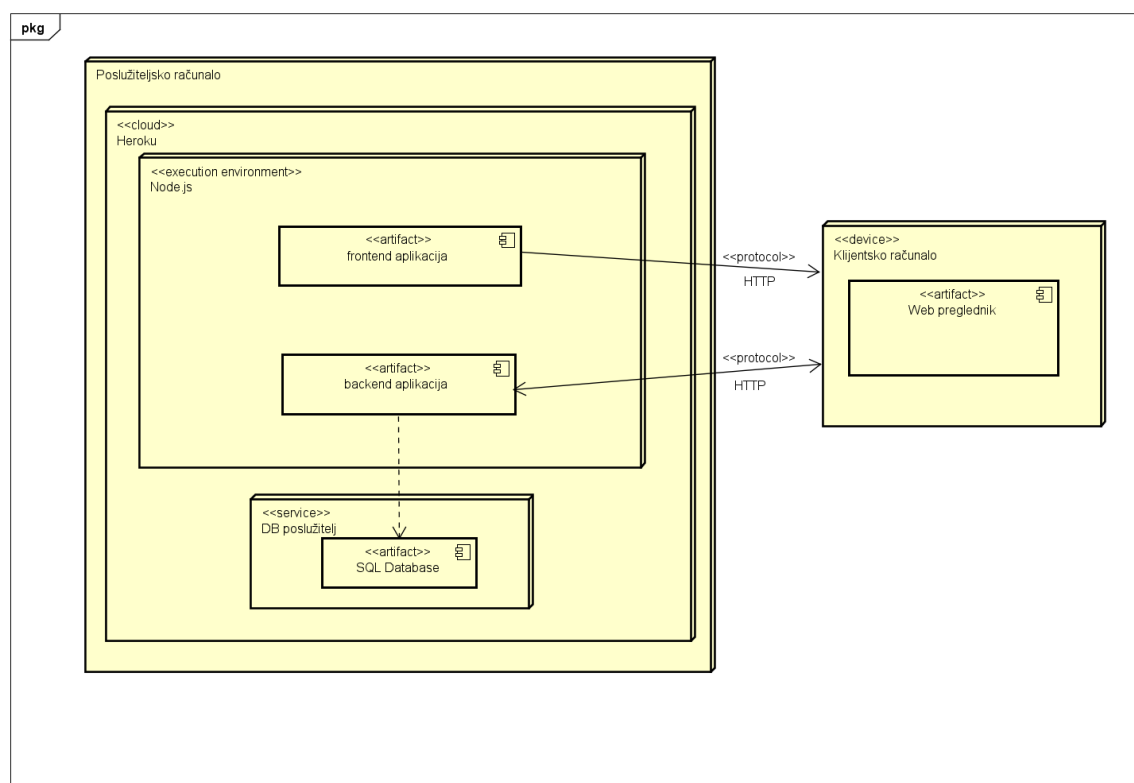 pkg
Poslužiteljsko računalo
<<cloud>>
Heroku
<<execution environment>>
Node.js
<<artifact>>
frontend aplikacija
<<protocol>>
HTTP
<<device>>
Klijentsko računalo
<<artifact>>
Web preglednik
<<artifact>>
backend aplikacija
<<protocol>>
HTTP
<<service>>
DB poslužitelj
<<artifact>>
SQL Database